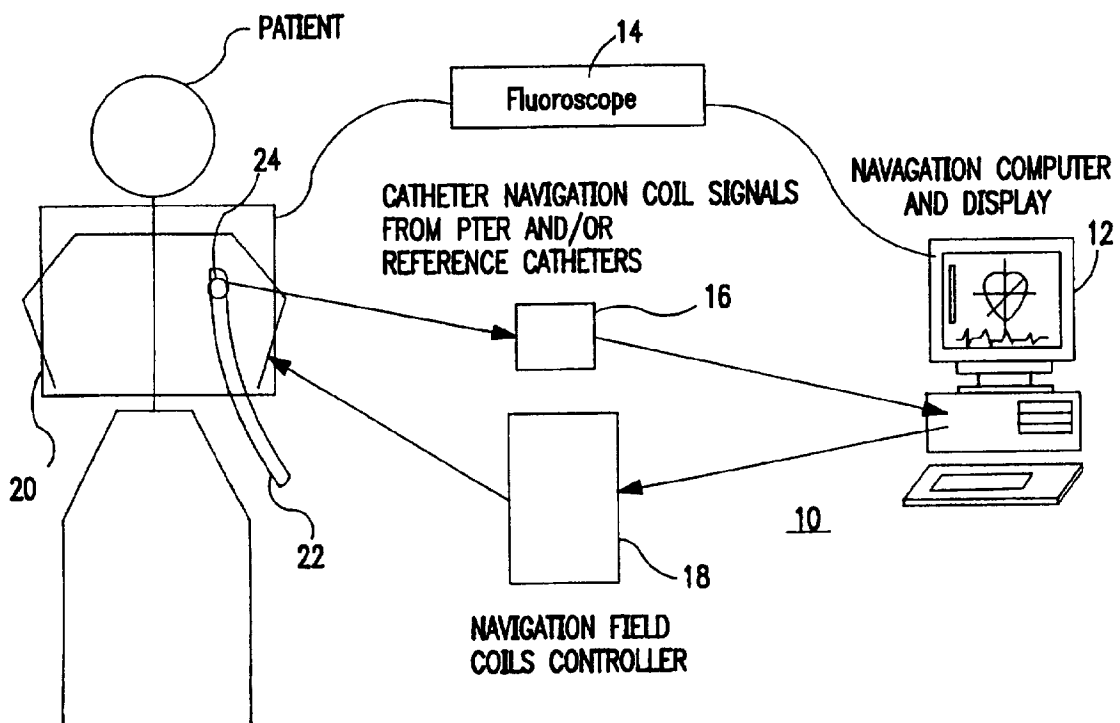 PATIENT
14
Fluoroscope
24
CATHETER NAVIGATION COIL SIGNALS
FROM PTER AND/OR
REFERENCE CATHETERS
NAVAGATION COMPUTER
AND DISPLAY
12
16
20
22
10
18
NAVIGATION FIELD
COILS CONTROLLER